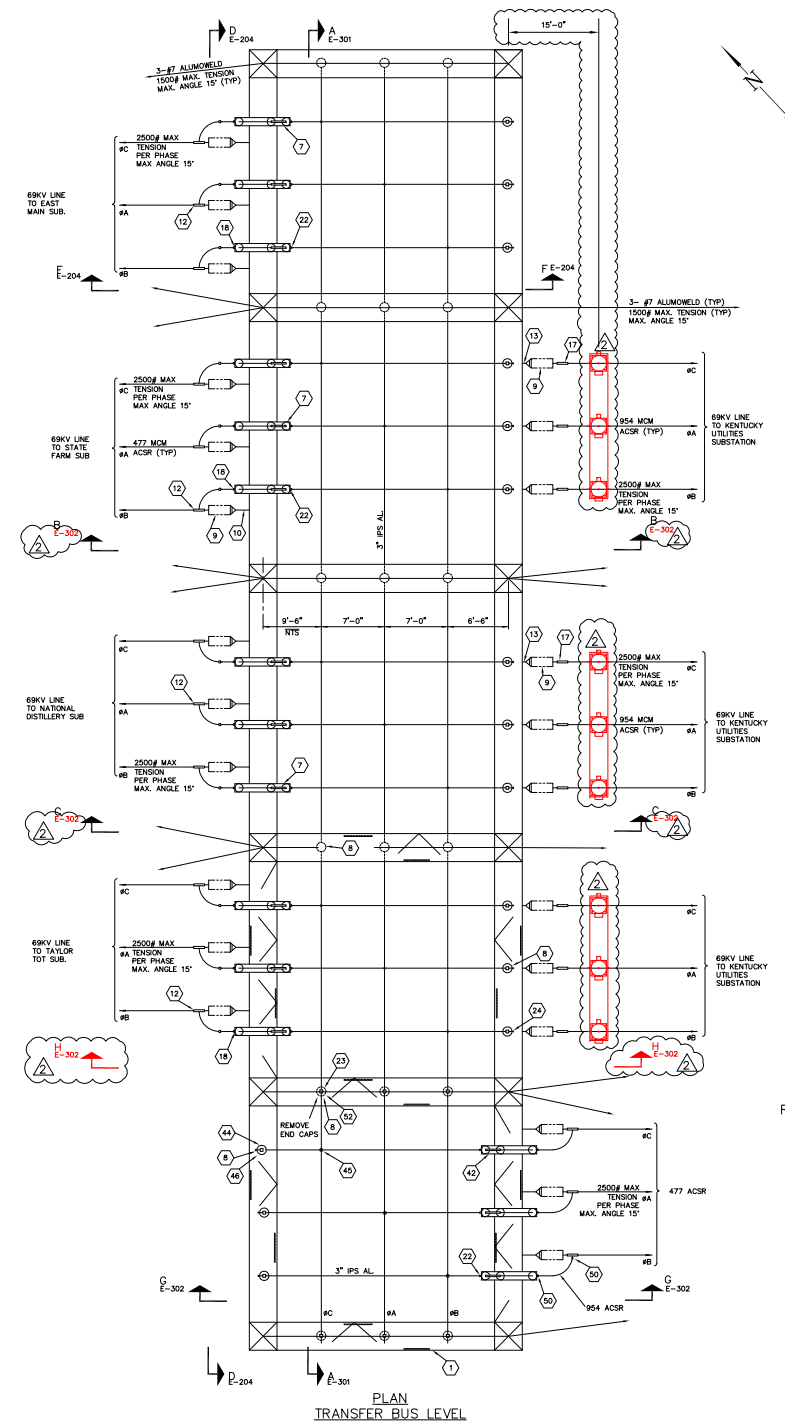 D
E-204
A
E-301
15'-0"
N
3-#7 ALUMOWELD
1500# MAX. TENSION
MAX. ANGLE 15° (TYP)
2500# MAX
øC TENSION
PER PHASE
MAX ANGLE 15°
7
69KV LINE
TO EAST
MAIN SUB.
øA
12
18
22
øB
F
E-204
F E-204
3- #7 ALUMOWELD (TYP)
1500# MAX. TENSION (TYP)
MAX. ANGLE 15°
13
17
2
9
øC
2500# MAX
øC TENSION
PER PHASE
MAX ANGLE 15°
7
954 MCM
øA
ACSR (TYP)
69KV LINE
TO KENTUCKY
UTILITIES
SUBSTATION
69KV LINE
TO STATE
FARM SUB
477 MCM
øA ACSR (TYP)
12
18
22
2500# MAX
TENSION
PER PHASE øB
MAX. ANGLE 15°
øB
9
10
3" IPS AL.
B
E-302
2
B
E-302
2
9'-6"
NTS
7'-0"
7'-0"
6'-6"
øC
13
17
2
9
2500# MAX
TENSION øC
PER PHASE
MAX. ANGLE 15°
69KV LINE
TO NATIONAL
DISTILLERY SUB
12
øA
954 MCM
ACSR (TYP) øA
69KV LINE
TO KENTUCKY
UTILITIES
SUBSTATION
2500# MAX
øB TENSION
PER PHASE
MAX. ANGLE 15°
7
øB
C
E-302
2
C
E-302
2
8
2
øC
øC
69KV LINE
TO TAYLOR
TOT SUB.
2500# MAX
øA TENSION
PER PHASE
MAX. ANGLE 15°
8
øA
69KV LINE
TO KENTUCKY
UTILITIES
SUBSTATION
12
øB
18
24
øB
H
E-302
2
H
E-302
2
23
52
8
REMOVE
END CAPS
44
8
46
45
42
øC
2500# MAX
TENSION øA
PER PHASE
MAX. ANGLE 15°
477 ACSR
3" IPS AL.
22
50
50
øB
954 ACSR
G
E-302
G
E-302
øC
øA
øB
1
D
E-204
A
E-301
PLAN
TRANSFER BUS LEVEL